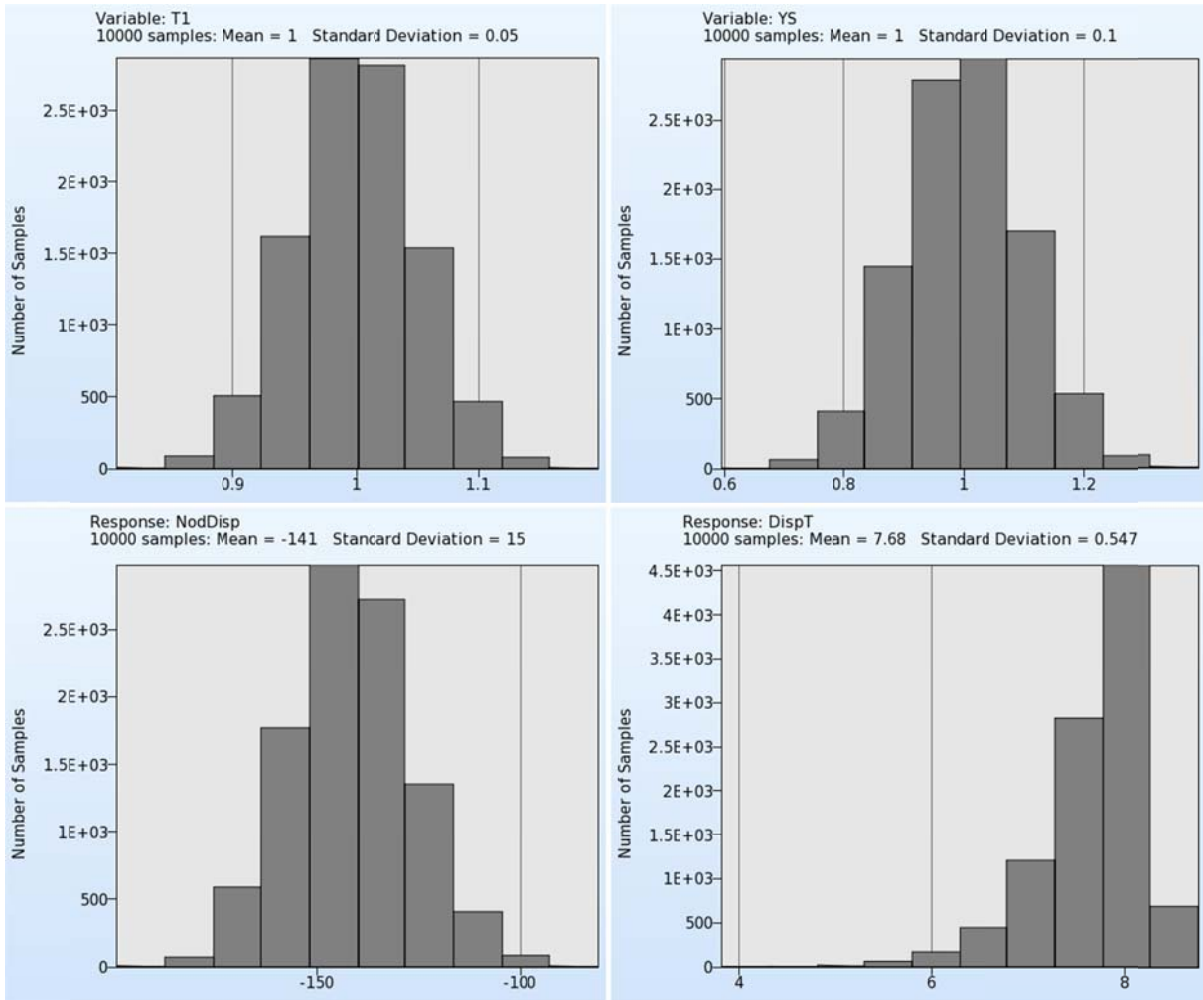 Variable: T1
10000 samples: Mean = 1 Standard Deviation = 0.05
Number of Samples
2.5E+03
2E+03
1.5E+03
1E+03
500
0
0.9 1 1.1
Variable: YS
10000 samples: Mean = 1 Standard Deviation = 0.1
Number of Samples
2.5E+03
2E+03
1.5E+03
1E+03
500
0
0.6 0.8 1 1.2
Response: NodDisp
10000 samples: Mean = -141 Standard Deviation = 15
Number of Samples
2.5E+03
2E+03
1.5E+03
1E+03
500
0
-150 -100
Response: DispT
10000 samples: Mean = 7.68 Standard Deviation = 0.547
Number of Samples
4.5E+03
4E+03
3.5E+03
3E+03
2.5E+03
2E+03
1.5E+03
1E+03
500
0
4 6 8